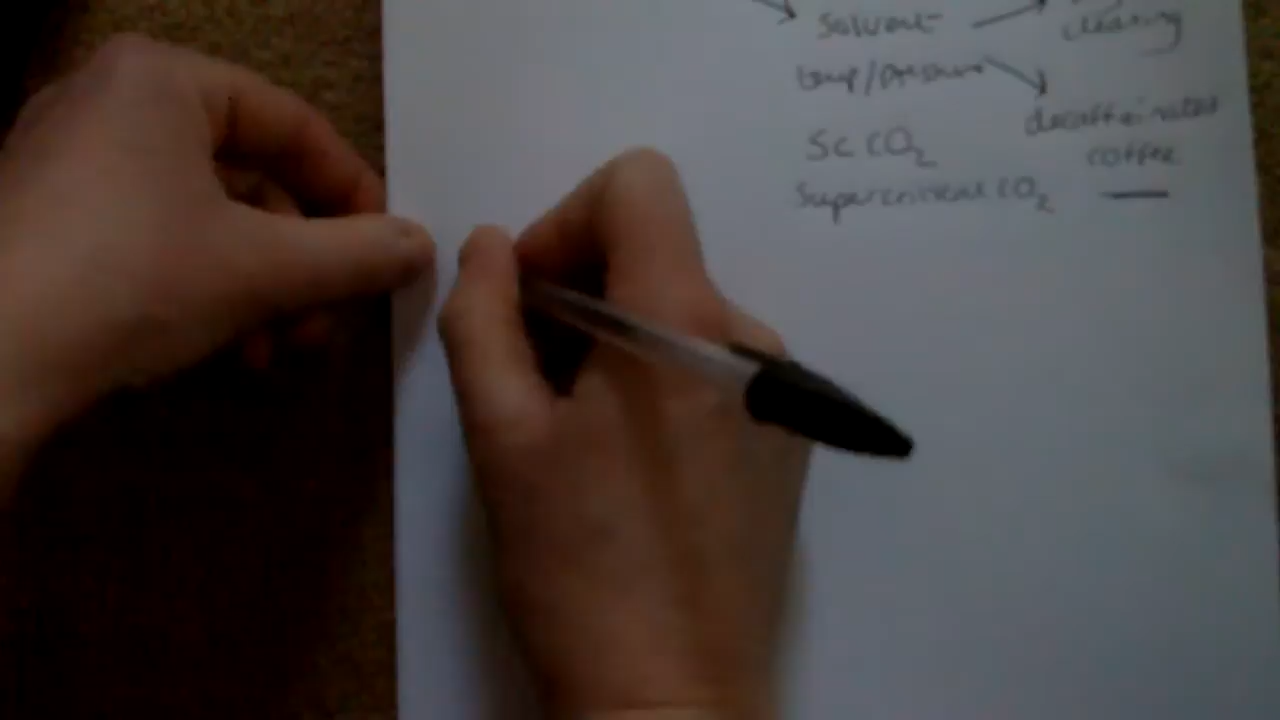 solvent
cleaning
temp/pressure
decaffeinated
coffee
Sc CO2
Supercritical CO2